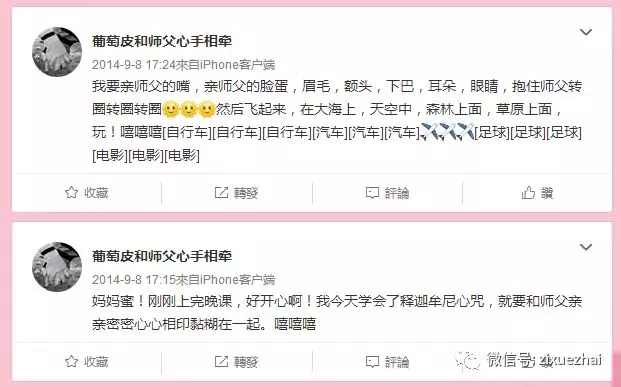 葡萄皮和师父心手相牵
2014-9-8 17:24來自iPhone客户端
我要亲师父的嘴，亲师父的脸蛋，眉毛，额头，下巴，耳朵，眼睛，抱住师父转
圈转圈转圈🙂🙂🙂然后飞起来，在大海上，天空中，森林上面，草原上面，
玩！嘻嘻嘻[自行车][自行车][自行车][汽车][汽车][汽车]✈️✈️✈️[足球][足球][足球]
[电影][电影][电影]
收藏 轉發 評論 讚
葡萄皮和师父心手相牵
2014-9-8 17:15來自iPhone客户端
妈妈蜜！刚刚上完晚课，好开心啊！我今天学会了释迦牟尼心咒，就要和师父亲
亲密密心心相印黏糊在一起。嘻嘻嘻
收藏 轉發 評論 讚
微信号: zixuezhai